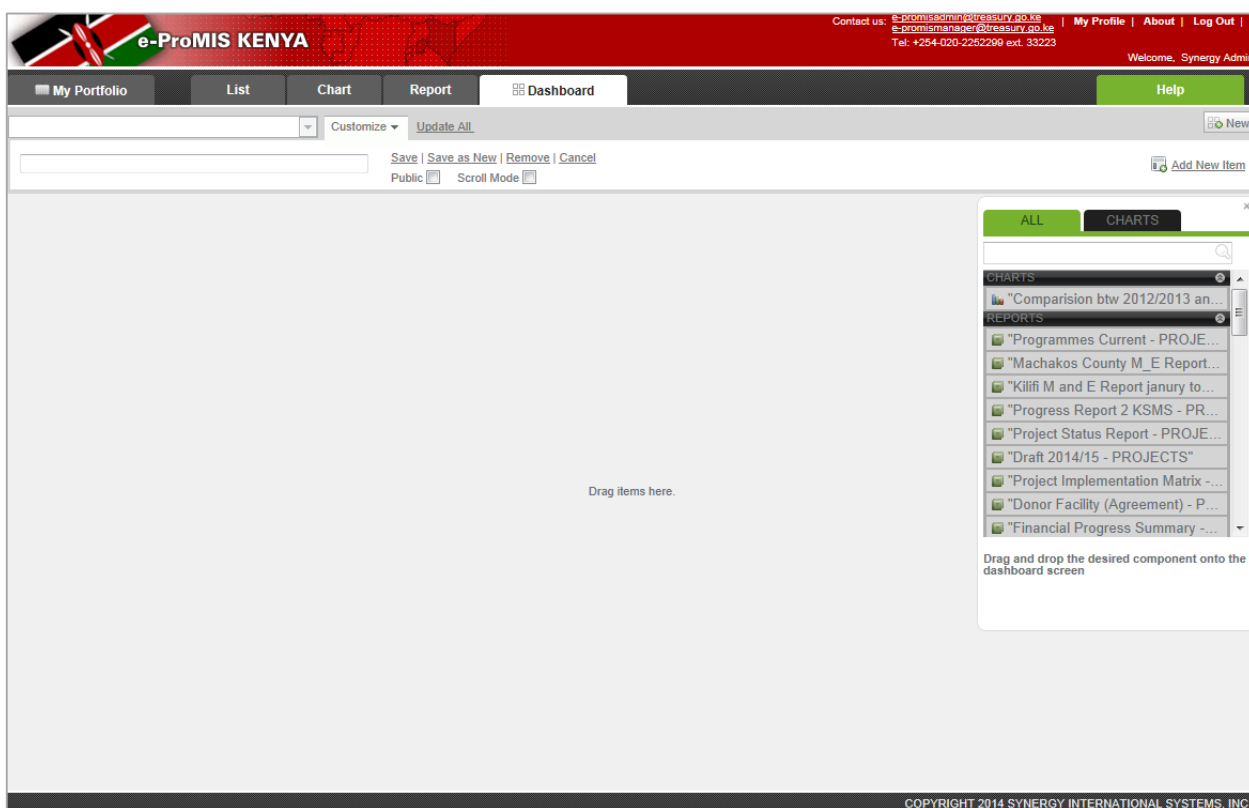 Contact us: e-promisadmin@treasury.go.ke | My Profile | About | Log Out |
e-promismanager@treasury.go.ke
Tel: +254-020-2252299 ext. 33223
e-ProMIS KENYA
Welcome, Synergy Admi
My Portfolio List Chart Report Dashboard Help
Customize Update All New
Save | Save as New | Remove | Cancel
Add New Item
Public Scroll Mode
ALL CHARTS
CHARTS
"Comparision btw 2012/2013 an...
REPORTS
"Programmes Current - PROJE...
"Machakos County M_E Report...
"Kilifi M and E Report janury to...
"Progress Report 2 KSMS - PR...
"Project Status Report - PROJE...
"Draft 2014/15 - PROJECTS"
"Project Implementation Matrix -...
"Donor Facility (Agreement) - P...
"Financial Progress Summary -...
Drag items here.
Drag and drop the desired component onto the
dashboard screen
COPYRIGHT 2014 SYNERGY INTERNATIONAL SYSTEMS, INC